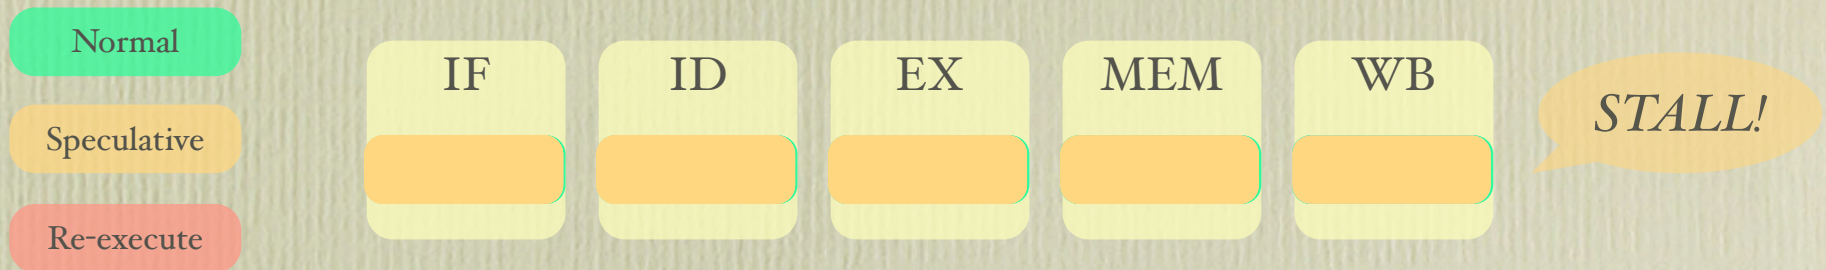 Normal
Speculative
Re-execute
IF
ID
EX
MEM
WB
STALL!